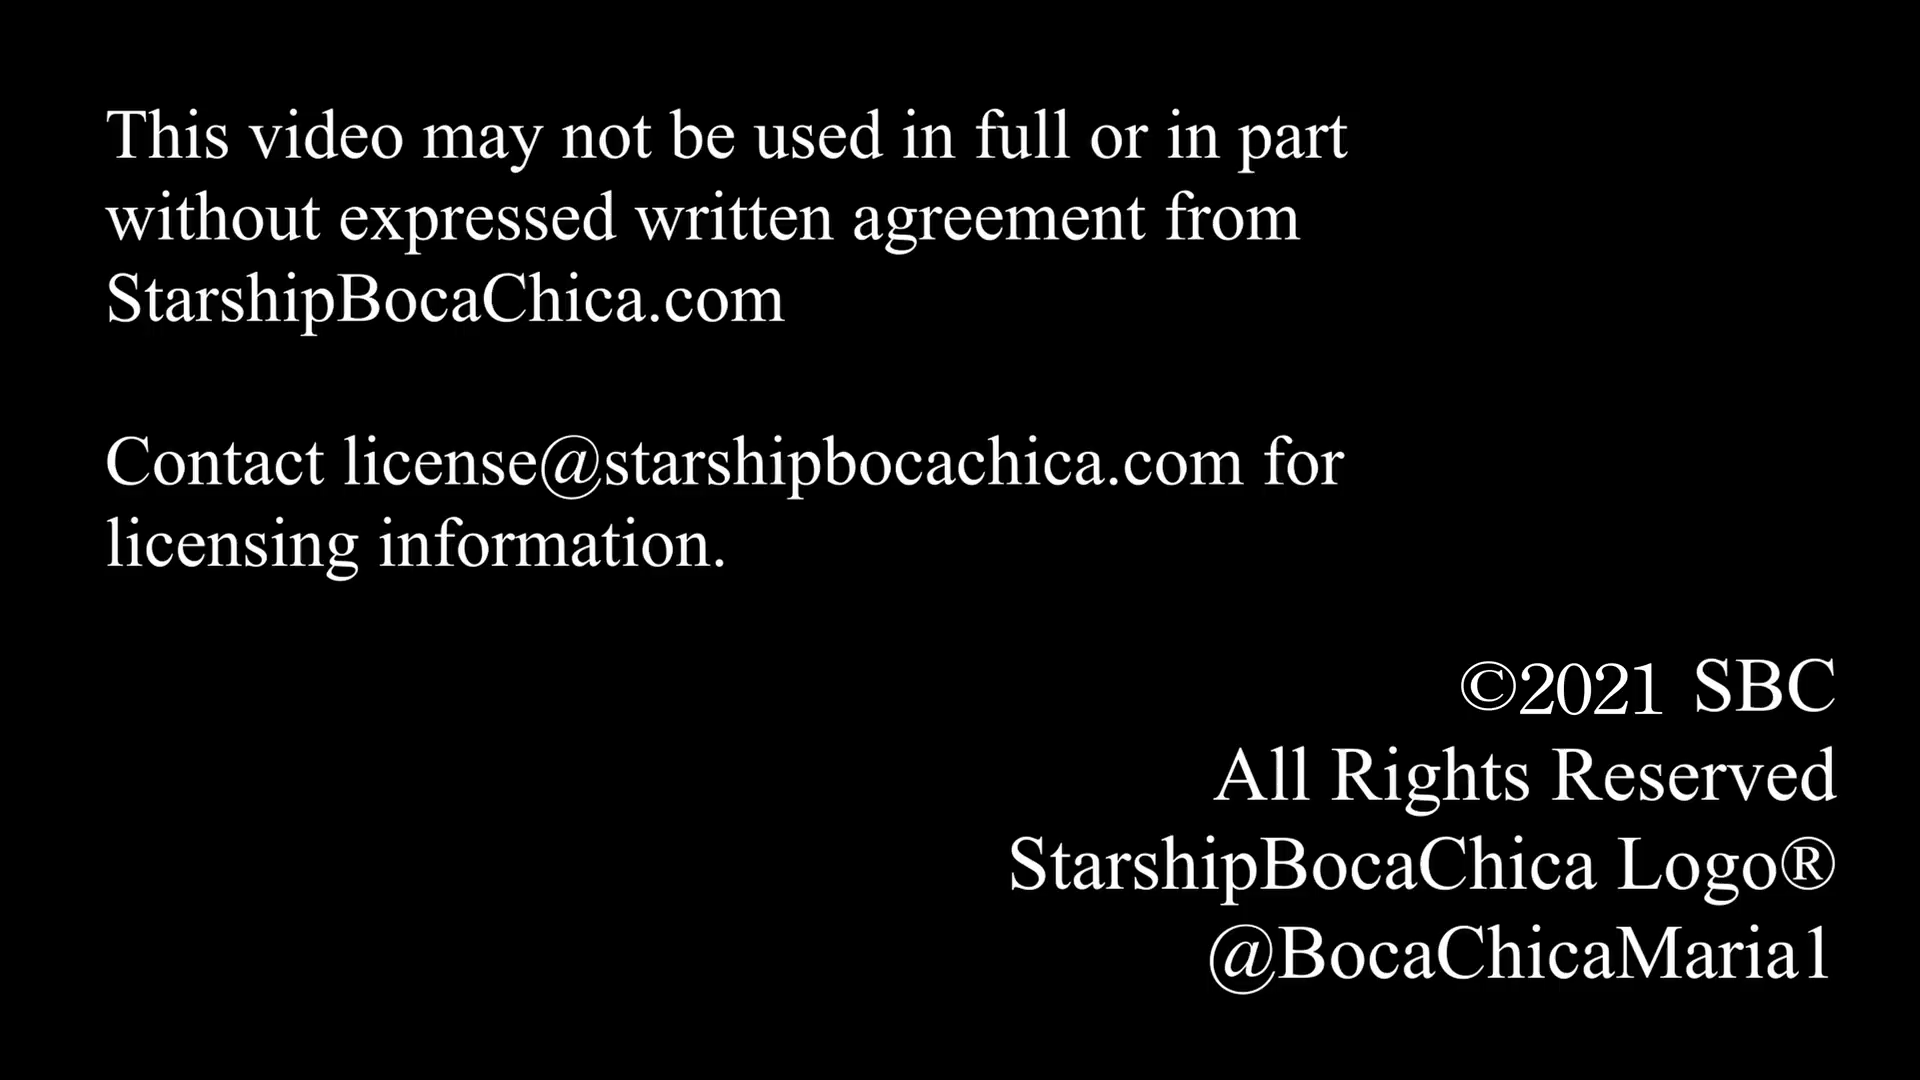 This video may not be used in full or in part
without expressed written agreement from
StarshipBocaChica.com
Contact license@starshipbocachica.com for
licensing information.
©2021 SBC
All Rights Reserved
StarshipBocaChica Logo®
@BocaChicaMaria1